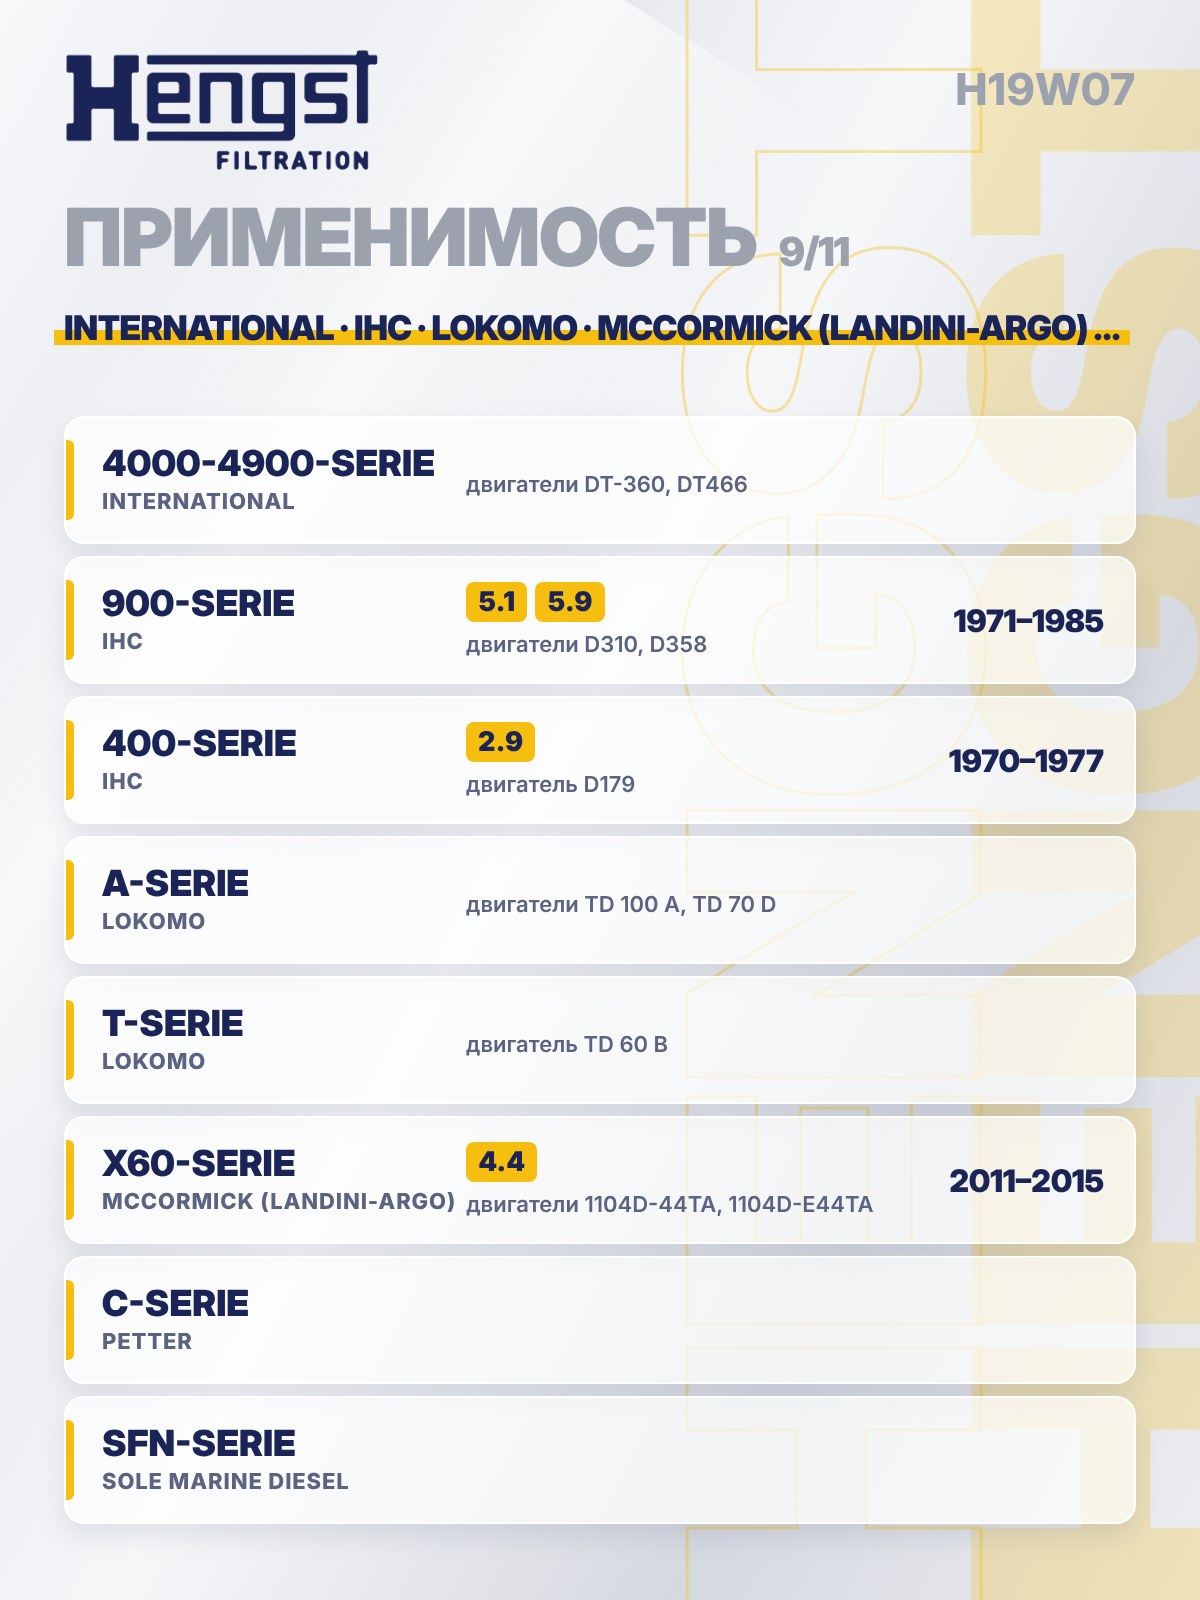 Hengst
FILTRATION
H19W07
ПРИМЕНИМОСТЬ 9/11
INTERNATIONAL · IHC · LOKOMO · MCCORMICK (LANDINI-ARGO) ...
4000-4900-SERIE
INTERNATIONAL
двигатели DT-360, DT466
900-SERIE
IHC
5.1 5.9
двигатели D310, D358
1971–1985
400-SERIE
IHC
2.9
двигатель D179
1970–1977
A-SERIE
LOKOMO
двигатели TD 100 A, TD 70 D
T-SERIE
LOKOMO
двигатель TD 60 B
X60-SERIE
MCCORMICK (LANDINI-ARGO)
4.4
двигатели 1104D-44TA, 1104D-E44TA
2011–2015
C-SERIE
PETTER
SFN-SERIE
SOLE MARINE DIESEL
HENGST
HENGST